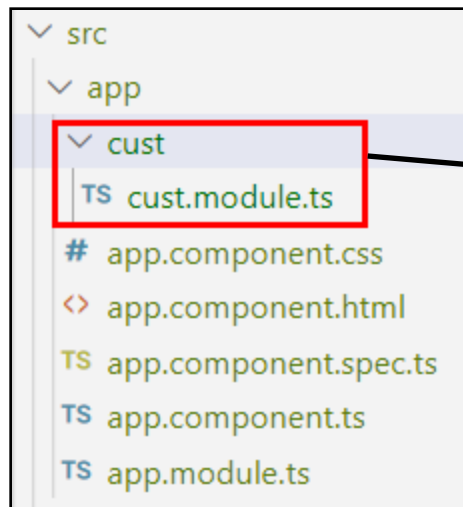 src
app
cust
TS cust.module.ts
# app.component.css
<> app.component.html
TS app.component.spec.ts
TS app.component.ts
TS app.module.ts